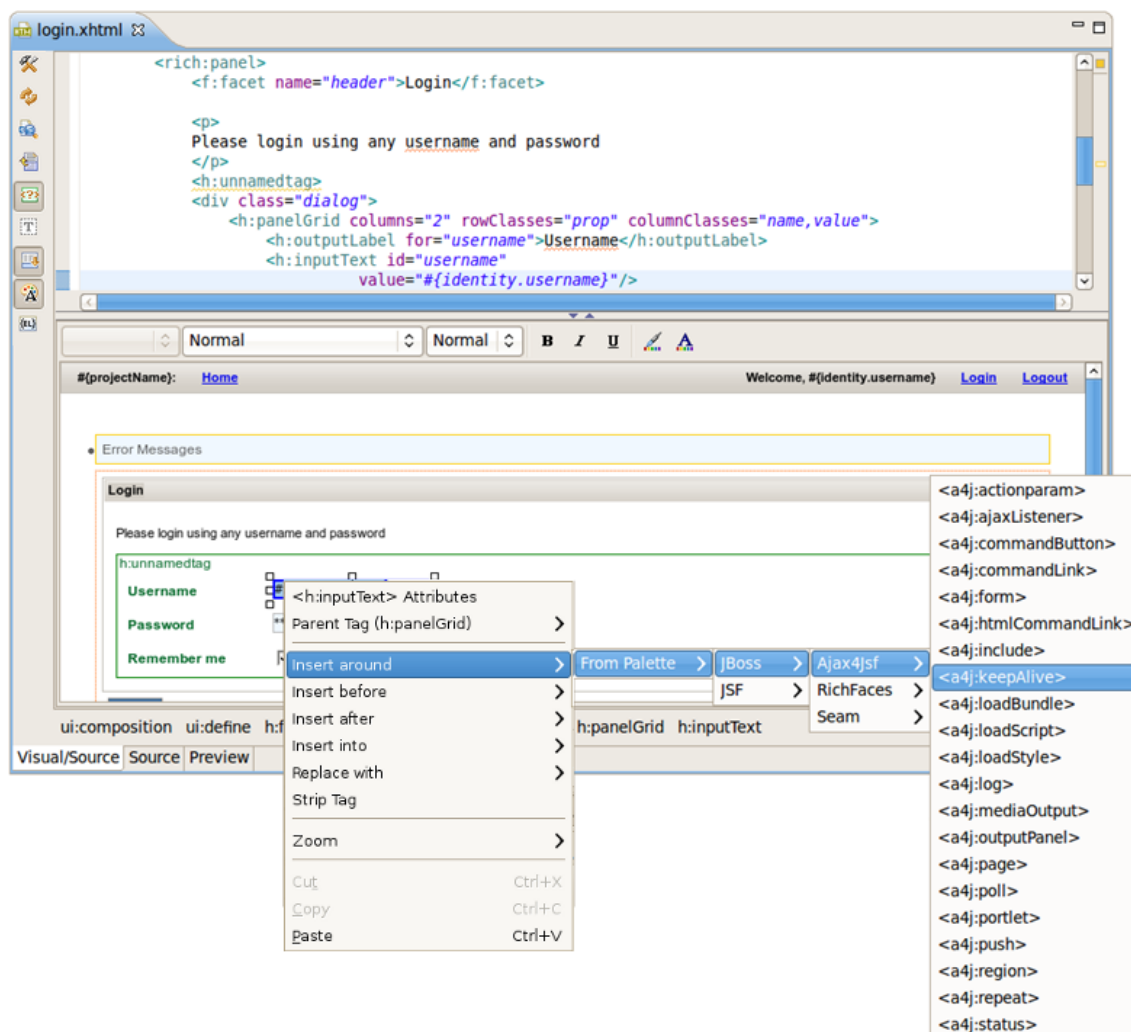 login.xhtml
<rich:panel>
<f:facet name="header">Login</f:facet>
<p>
Please login using any username and password
</p>
<h:unnamedtag>
<div class="dialog">
<h:panelGrid columns="2" rowClasses="prop" columnClasses="name,value">
<h:outputLabel for="username">Username</h:outputLabel>
<h:inputText id="username"
value="#{identity.username}"/>
Normal Normal B I U A
#{projectName}: Home Welcome, #{identity.username} Login Logout
Error Messages
Login
Please login using any username and password
h:unnamedtag
Username
Password
Remember me
ui:composition ui:define h:panelGrid h:inputText
Visual/Source Source Preview
<h:inputText> Attributes
Parent Tag (h:panelGrid)
Insert around
Insert before
Insert after
Insert into
Replace with
Strip Tag
Zoom
Cut Ctrl+X
Copy Ctrl+C
Paste Ctrl+V
From Palette
JBoss
JSF
Ajax4Jsf
RichFaces
Seam
<a4j:actionparam>
<a4j:ajaxListener>
<a4j:commandButton>
<a4j:commandLink>
<a4j:form>
<a4j:htmlCommandLink>
<a4j:include>
<a4j:keepAlive>
<a4j:loadBundle>
<a4j:loadScript>
<a4j:loadStyle>
<a4j:log>
<a4j:mediaOutput>
<a4j:outputPanel>
<a4j:page>
<a4j:poll>
<a4j:portlet>
<a4j:push>
<a4j:region>
<a4j:repeat>
<a4j:status>